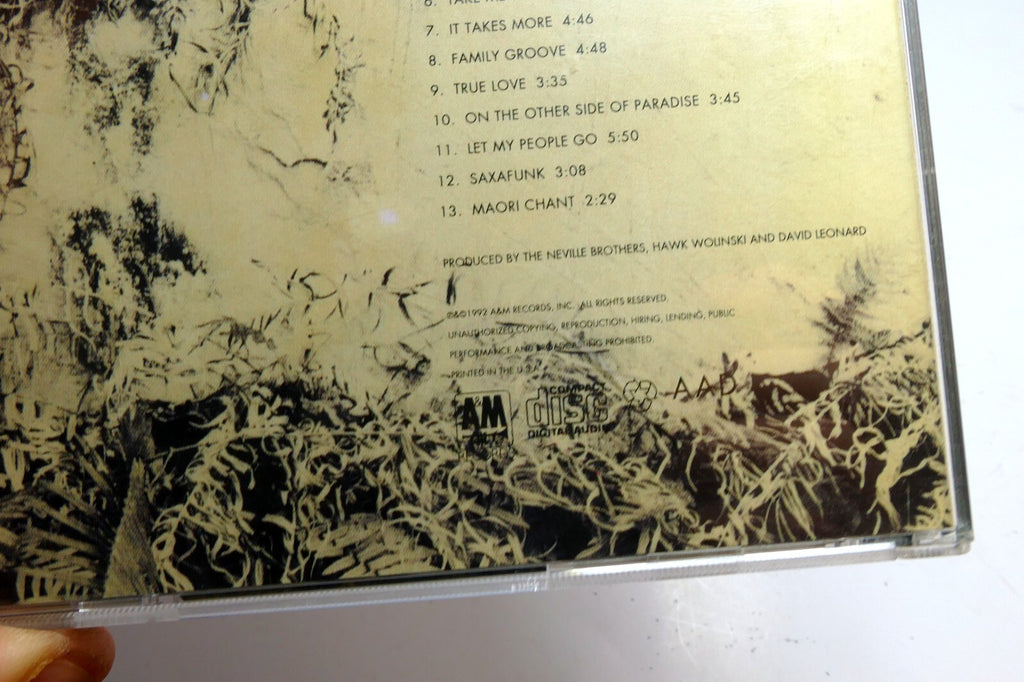 6. TAKE ME
7. IT TAKES MORE 4:46
8. FAMILY GROOVE 4:48
9. TRUE LOVE 3:35
10. ON THE OTHER SIDE OF PARADISE 3:45
11. LET MY PEOPLE GO 5:50
12. SAXAFUNK 3:08
13. MAORI CHANT 2:29
PRODUCED BY THE NEVILLE BROTHERS, HAWK WOLINSKI AND DAVID LEONARD
℗&©1992 A&M RECORDS, INC. ALL RIGHTS RESERVED.
UNAUTHORIZED COPYING, REPRODUCTION, HIRING, LENDING, PUBLIC
PERFORMANCE AND BROADCASTING PROHIBITED.
PRINTED IN THE U.S.A.
A&M
COMPACT
disc
DIGITAL AUDIO
AAD